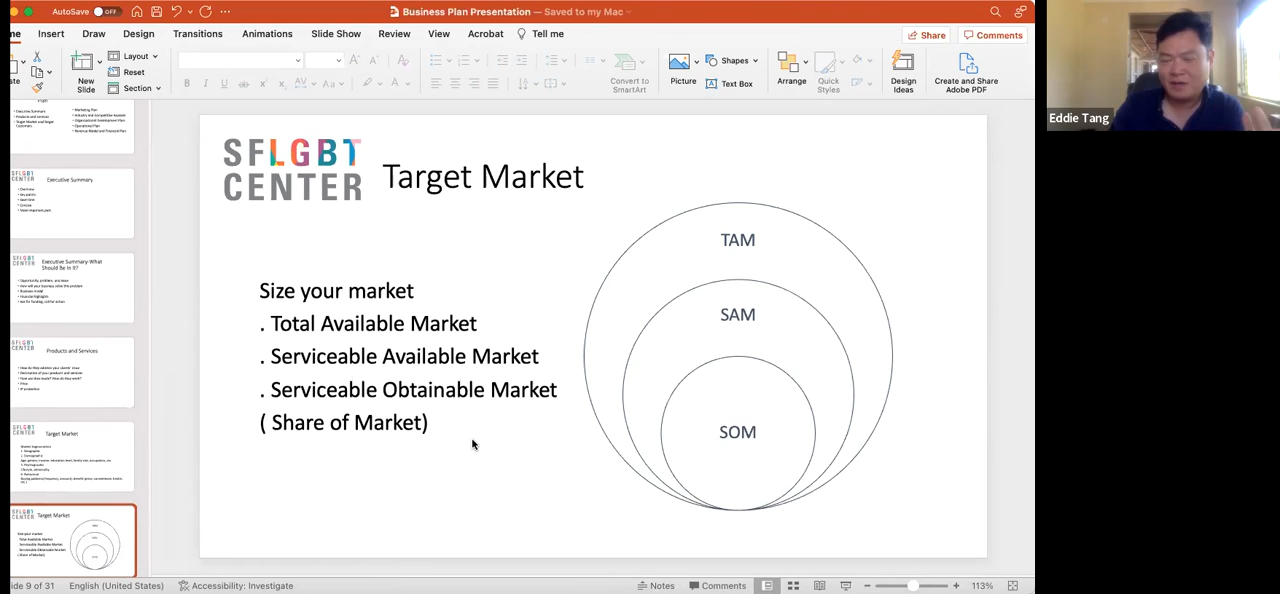 AutoSave OFF
Business Plan Presentation — Saved to my Mac
me Insert Draw Design Transitions Animations Slide Show Review View Acrobat Tell me
Share Comments
ste
New Slide
Layout
Reset
Section
Convert to SmartArt
Picture
Shapes
Text Box
Arrange
Quick Styles
Design Ideas
Create and Share Adobe PDF
Eddie Tang
Executive Summary
Executive Summary-What Should Be In It?
Products and Services
Target Market
Target Market
SFLGBT
CENTER
Target Market
Size your market
. Total Available Market
. Serviceable Available Market
. Serviceable Obtainable Market
( Share of Market)
TAM
SAM
SOM
ide 9 of 31
English (United States)
Accessibility: Investigate
Notes
Comments
113%